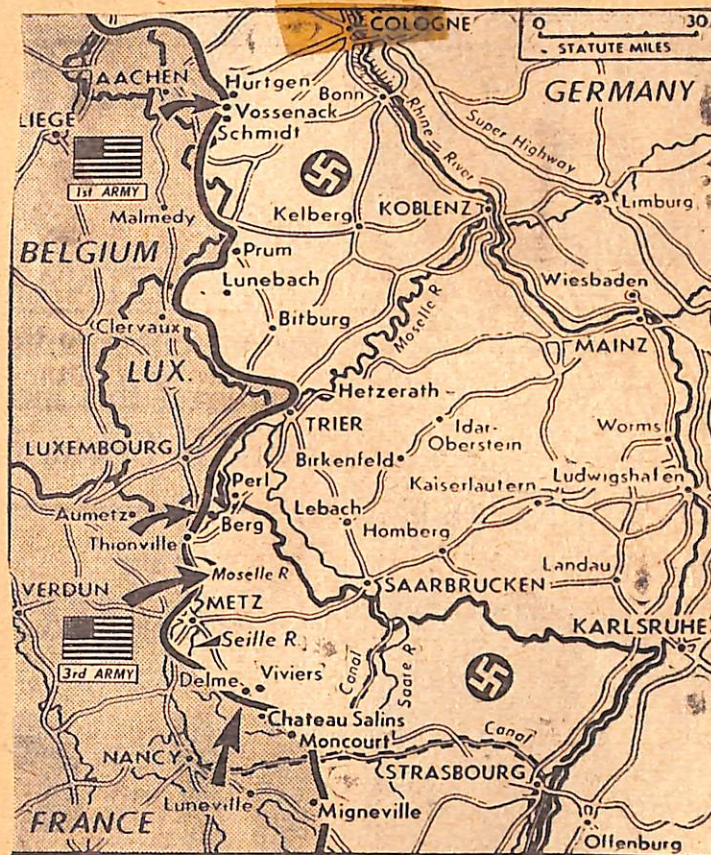 COLOGNE
0 30
STATUTE MILES
AACHEN
Hurtgen
Bonn
GERMANY
LIEGE
Vossenack
Schmidt
Rhine River
Super Highway
1st ARMY
Malmedy
Kelberg
KOBLENZ
Limburg
BELGIUM
Prum
Lunebach
Wiesbaden
Clervaux
Bitburg
Moselle R
MAINZ
LUX.
Hetzerath
TRIER
Idar-
Oberstein
Worms
LUXEMBOURG
Birkenfeld
Perl
Kaiserlautern
Ludwigshafen
Aumetz
Berg
Lebach
Thionville
Homberg
Moselle R
Landau
VERDUN
METZ
SAARBRUCKEN
KARLSRUHE
Seille R.
3rd ARMY
Canal
Saare R.
Delme
Viviers
Chateau Salins
Moncourt
Canal
NANCY
STRASBOURG
Luneville
Migneville
FRANCE
Offenburg